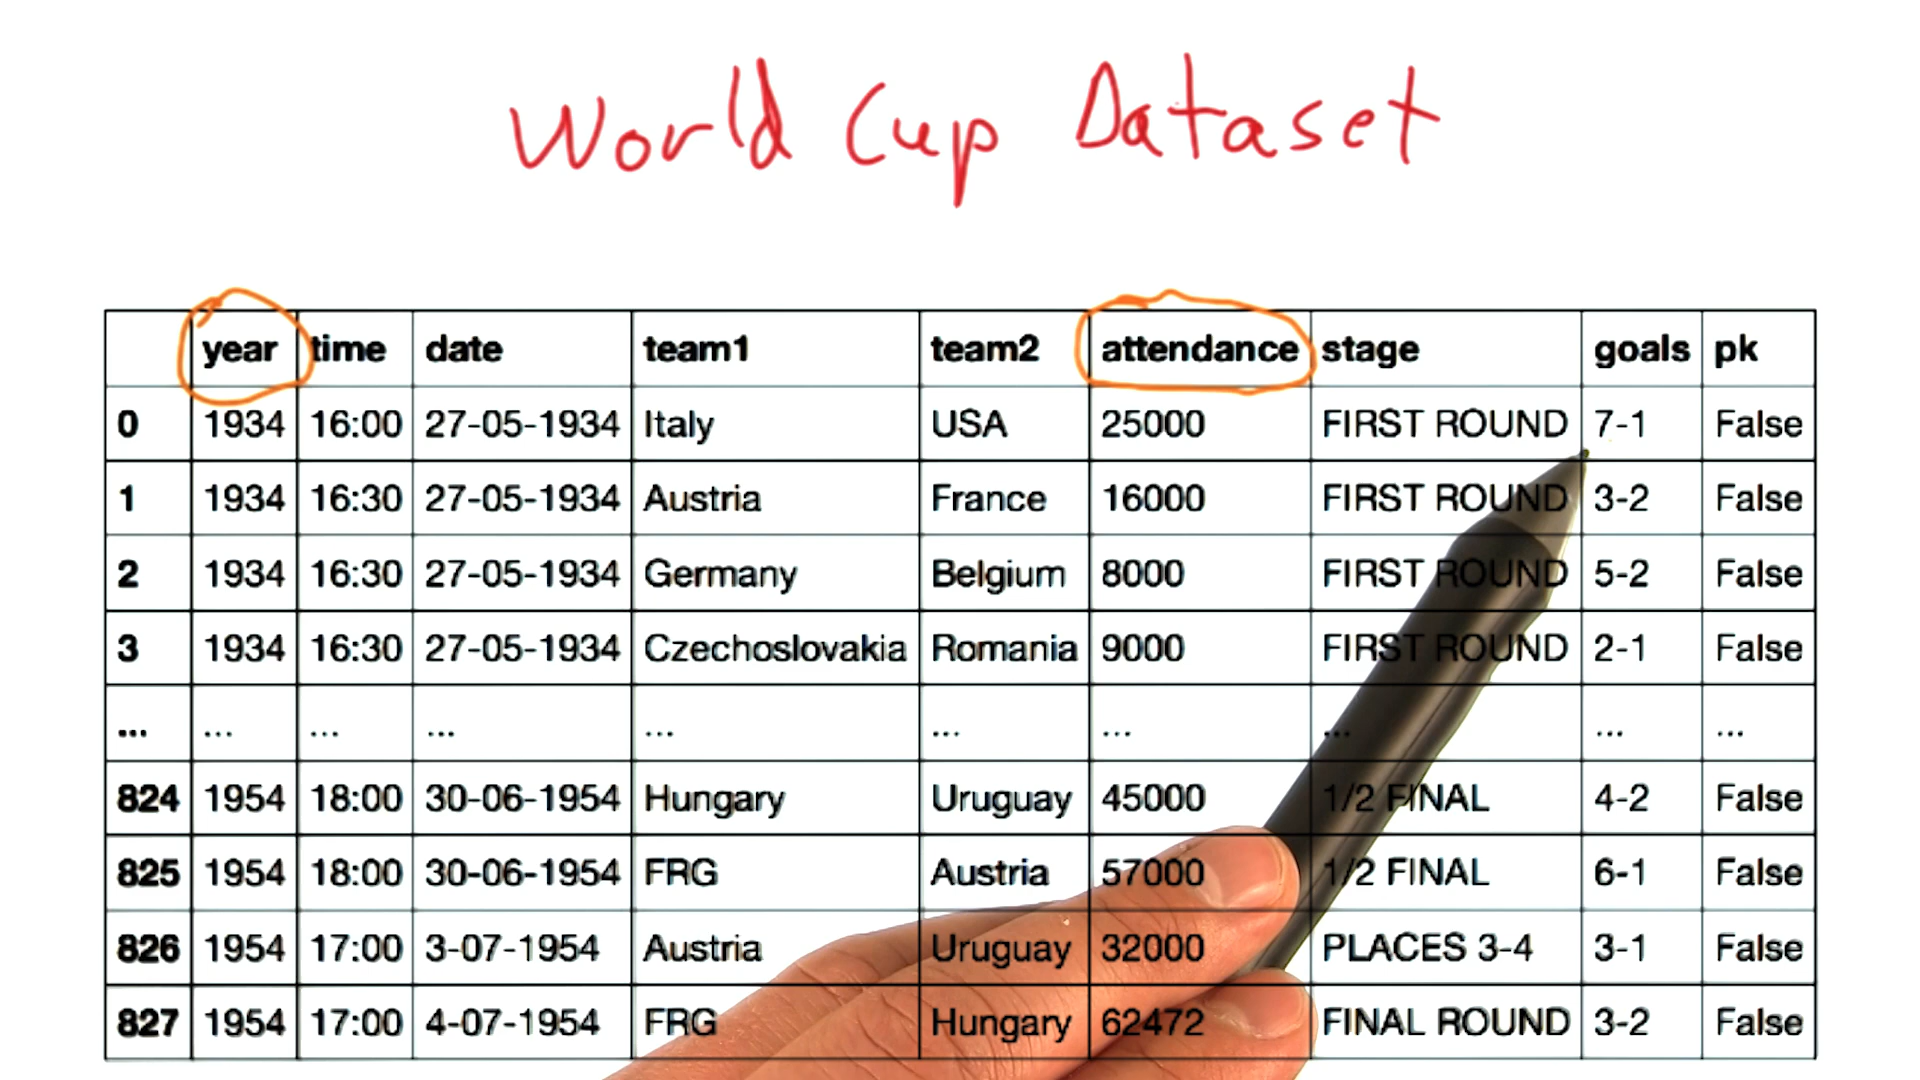 World Cup Dataset
year time date team1 team2 attendance stage goals pk
0 1934 16:00 27-05-1934 Italy USA 25000 FIRST ROUND 7-1 False
1 1934 16:30 27-05-1934 Austria France 16000 FIRST ROUND 3-2 False
2 1934 16:30 27-05-1934 Germany Belgium 8000 FIRST ROUND 5-2 False
3 1934 16:30 27-05-1934 Czechoslovakia Romania 9000 FIRST ROUND 2-1 False
... ... ... ... ... ... ... ... ... ...
824 1954 18:00 30-06-1954 Hungary Uruguay 45000 1/2 FINAL 4-2 False
825 1954 18:00 30-06-1954 FRG Austria 57000 1/2 FINAL 6-1 False
826 1954 17:00 3-07-1954 Austria Uruguay 32000 PLACES 3-4 3-1 False
827 1954 17:00 4-07-1954 FRG Hungary 62472 FINAL ROUND 3-2 False